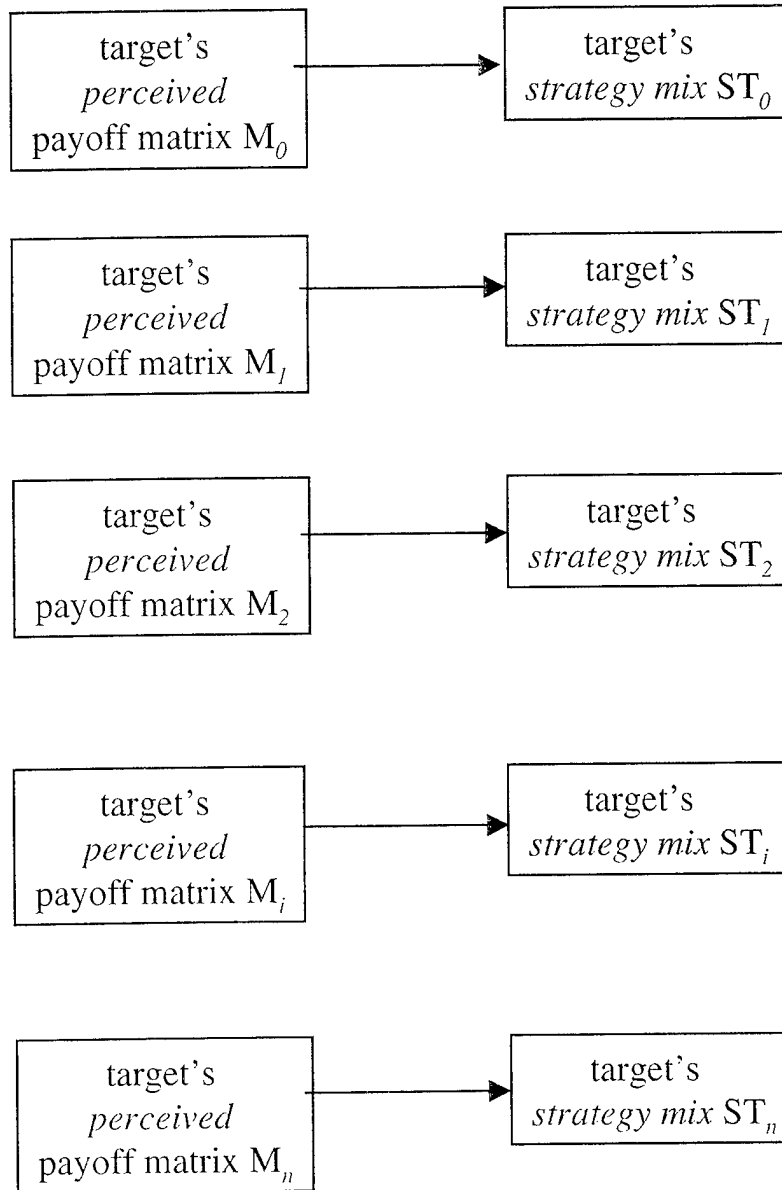 target's
perceived
payoff matrix M₀
target's
strategy mix ST₀
target's
perceived
payoff matrix M₁
target's
strategy mix ST₁
target's
perceived
payoff matrix M₂
target's
strategy mix ST₂
target's
perceived
payoff matrix Mᵢ
target's
strategy mix STᵢ
target's
perceived
payoff matrix Mₙ
target's
strategy mix STₙ